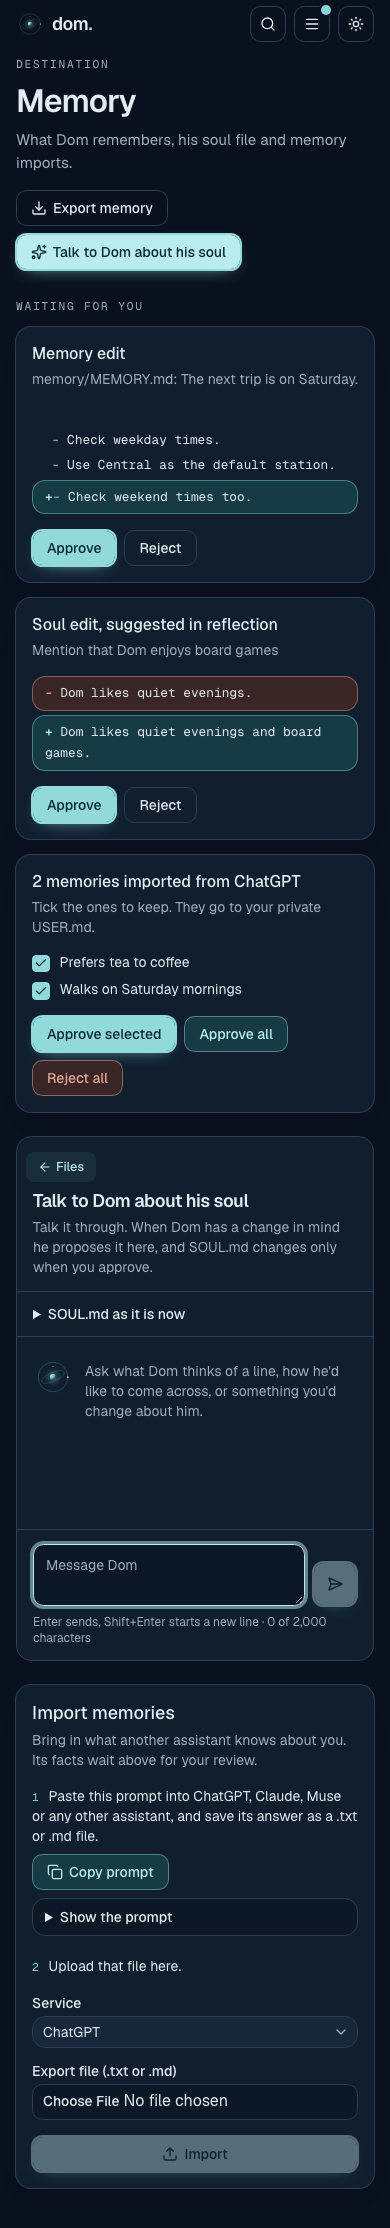 dom.
DESTINATION
Memory
What Dom remembers, his soul file and memory
imports.
Export memory
Talk to Dom about his soul
WAITING FOR YOU
Memory edit
memory/MEMORY.md: The next trip is on Saturday.
- Check weekday times.
- Use Central as the default station.
+- Check weekend times too.
Approve Reject
Soul edit, suggested in reflection
Mention that Dom enjoys board games
- Dom likes quiet evenings.
+ Dom likes quiet evenings and board
games.
Approve Reject
2 memories imported from ChatGPT
Tick the ones to keep. They go to your private
USER.md.
Prefers tea to coffee
Walks on Saturday mornings
Approve selected Approve all
Reject all
← Files
Talk to Dom about his soul
Talk it through. When Dom has a change in mind
he proposes it here, and SOUL.md changes only
when you approve.
▶ SOUL.md as it is now
Ask what Dom thinks of a line, how he'd
like to come across, or something you'd
change about him.
Message Dom
Enter sends, Shift+Enter starts a new line · 0 of 2,000
characters
Import memories
Bring in what another assistant knows about you.
Its facts wait above for your review.
1 Paste this prompt into ChatGPT, Claude, Muse
or any other assistant, and save its answer as a .txt
or .md file.
Copy prompt
▶ Show the prompt
2 Upload that file here.
Service
ChatGPT
Export file (.txt or .md)
Choose File No file chosen
Import